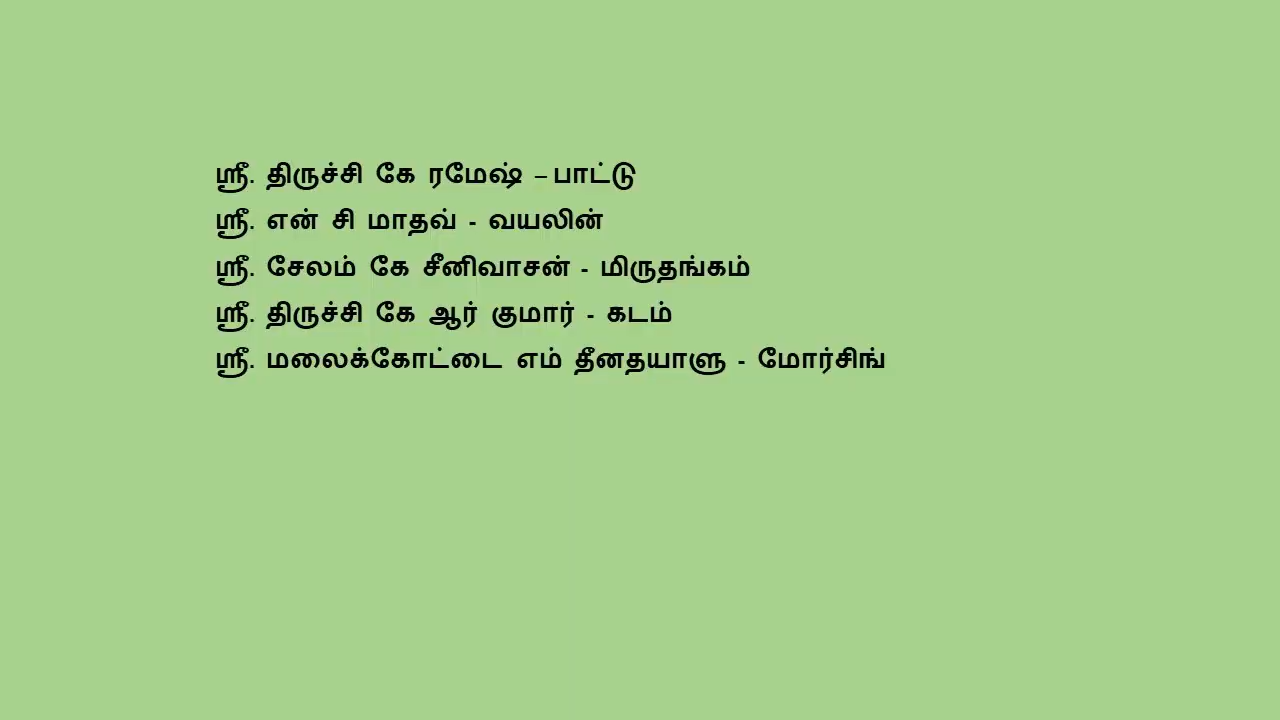 ஸ்ரீ. திருச்சி கே ரமேஷ் – பாட்டு
ஸ்ரீ. என் சி மாதவ் - வயலின்
ஸ்ரீ. சேலம் கே சீனிவாசன் - மிருதங்கம்
ஸ்ரீ. திருச்சி கே ஆர் குமார் - கடம்
ஸ்ரீ. மலைக்கோட்டை எம் தீனதயாளு - மோர்சிங்